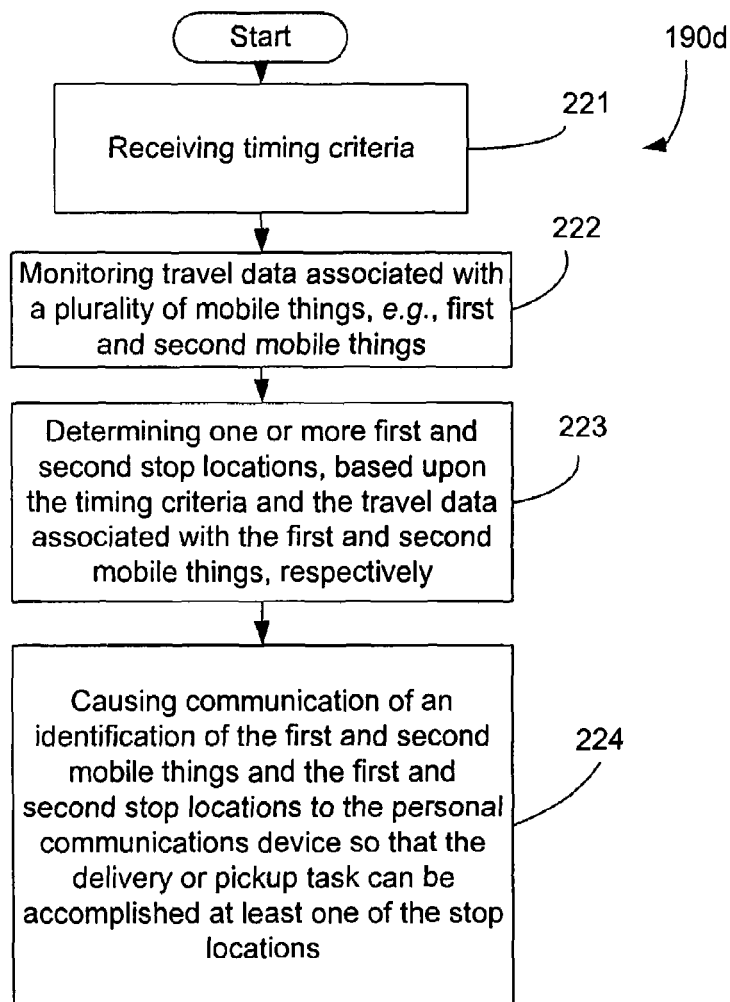 Start
190d
221
Receiving timing criteria
222
Monitoring travel data associated with
a plurality of mobile things, e.g., first
and second mobile things
223
Determining one or more first and
second stop locations, based upon
the timing criteria and the travel data
associated with the first and second
mobile things, respectively
224
Causing communication of an
identification of the first and second
mobile things and the first and
second stop locations to the personal
communications device so that the
delivery or pickup task can be
accomplished at least one of the stop
locations